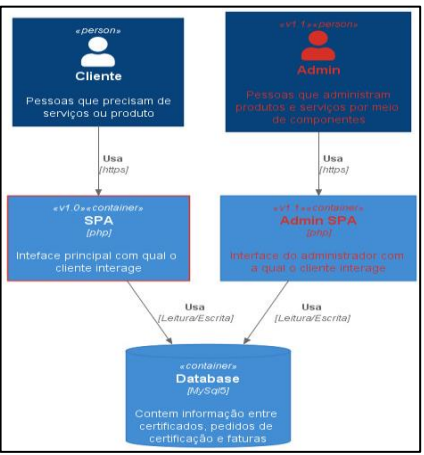 «person»
Cliente
Pessoas que precisam de
serviços ou produto
«v1.1»«person»
Admin
Pessoas que administram
produtos e serviços por meio
de componentes
Usa
[https]
Usa
[https]
«v1.0»«container»
SPA
[php]
Inteface principal com qual o
cliente interage
«v1.1»«container»
Admin SPA
[php]
Interface do administrador com
a qual o cliente interage
Usa
[Leitura/Escrita]
Usa
[Leitura/Escrita]
«container»
Database
[MySql5]
Contem informação entre
certificados, pedidos de
certificação e faturas